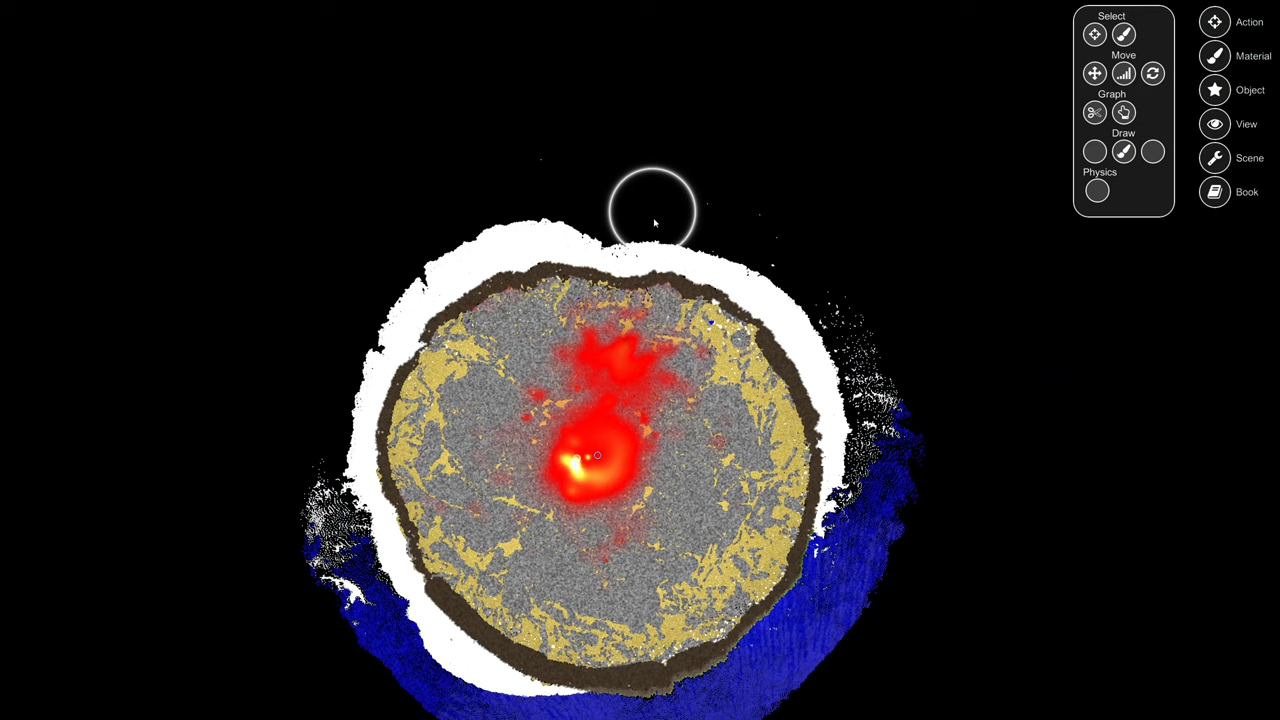 Select
Move
Graph
Draw
Physics
Action
Material
Object
View
Scene
Book